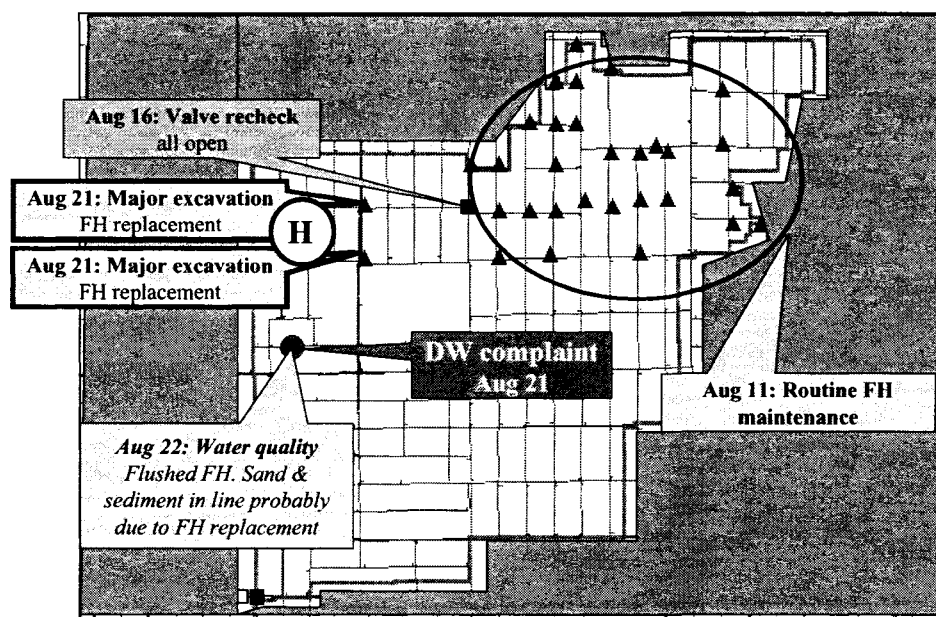 Aug 16: Valve recheck
all open
Aug 21: Major excavation
FH replacement
H
Aug 21: Major excavation
FH replacement
DW complaint
Aug 21
Aug 11: Routine FH
maintenance
Aug 22: Water quality
Flushed FH. Sand &
sediment in line probably
due to FH replacement